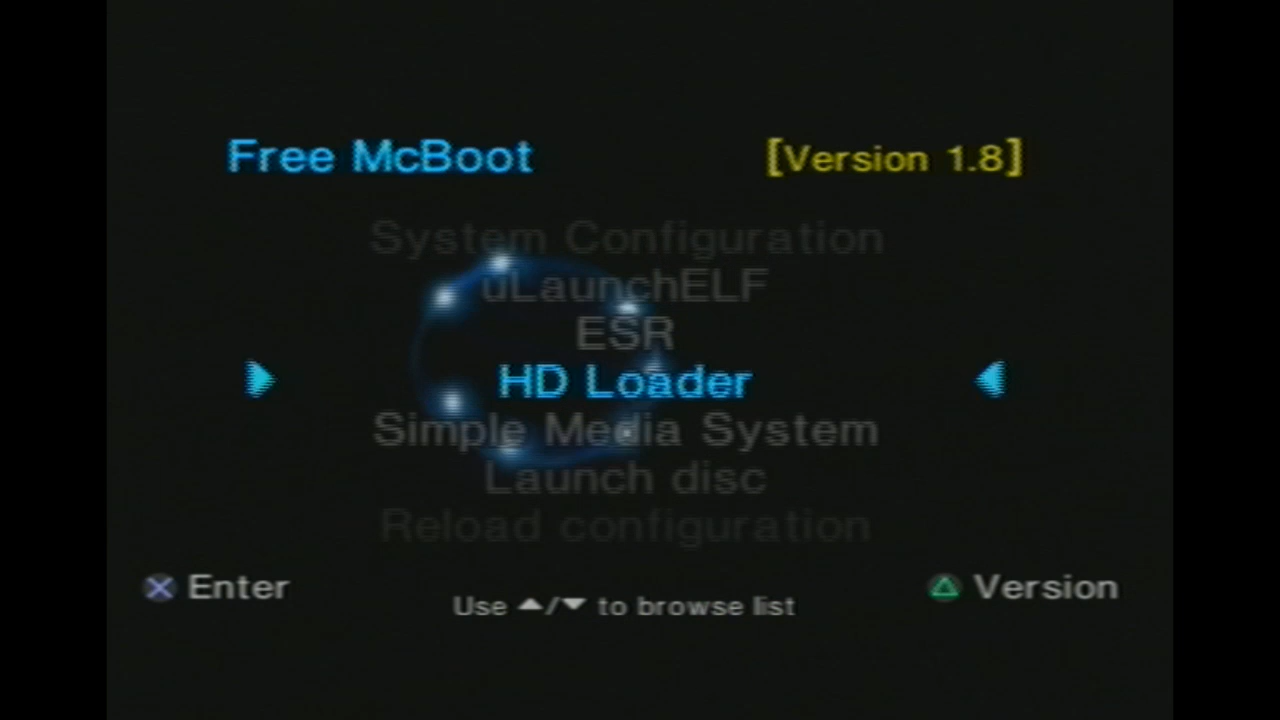 Free McBoot [Version 1.8]
System Configuration
uLaunchELF
ESR
HD Loader
Simple Media System
Launch disc
Reload configuration
Enter Version
Use ▲/▼ to browse list